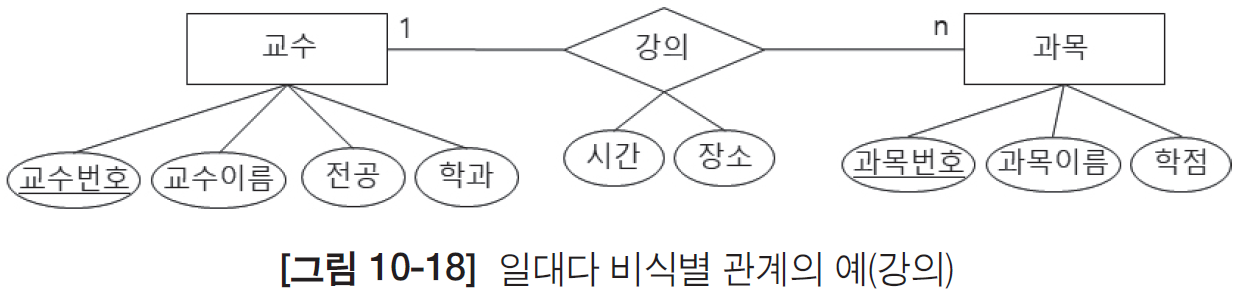 교수 1 강의 n 과목
교수번호 교수이름 전공 학과 시간 장소 과목번호 과목이름 학점
[그림 10-18] 일대다 비식별 관계의 예(강의)